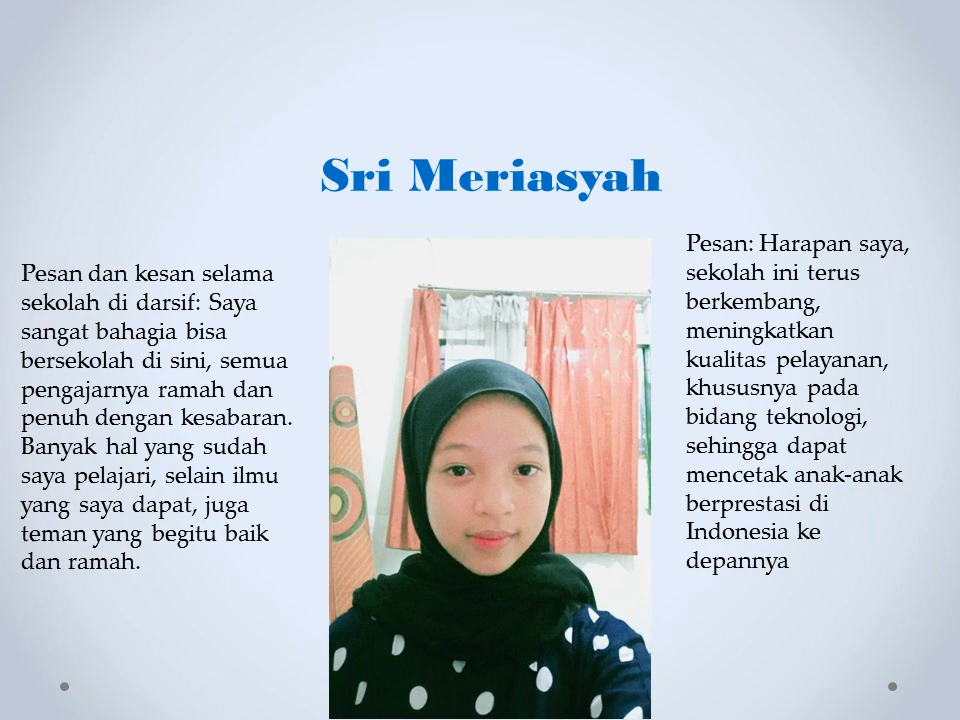 Sri Meriasyah
Pesan dan kesan selama
sekolah di darsif: Saya
sangat bahagia bisa
bersekolah di sini, semua
pengajarnya ramah dan
penuh dengan kesabaran.
Banyak hal yang sudah
saya pelajari, selain ilmu
yang saya dapat, juga
teman yang begitu baik
dan ramah.
Pesan: Harapan saya,
sekolah ini terus
berkembang,
meningkatkan
kualitas pelayanan,
khususnya pada
bidang teknologi,
sehingga dapat
mencetak anak-anak
berprestasi di
Indonesia ke
depannya